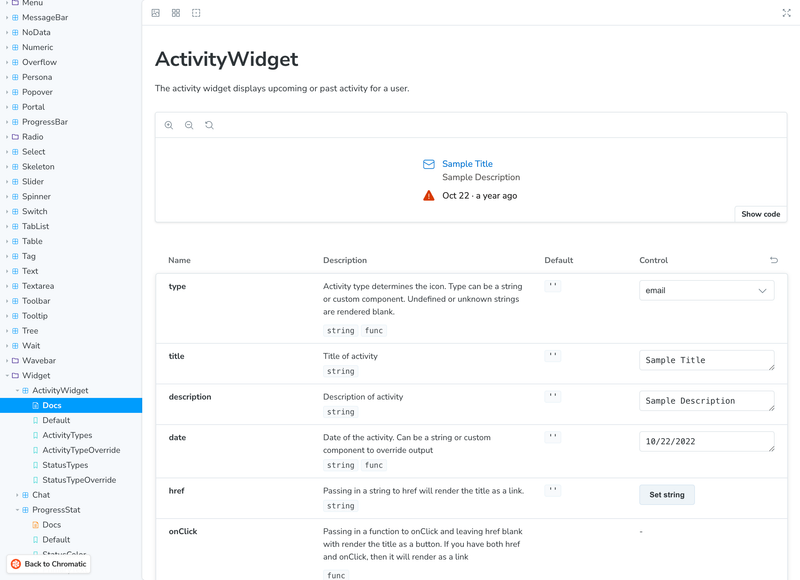 Menu
MessageBar
NoData
Numeric
Overflow
Persona
Popover
Portal
ProgressBar
Radio
Select
Skeleton
Slider
Spinner
Switch
TabList
Table
Tag
Text
Textarea
Toolbar
Tooltip
Tree
Wait
Wavebar
Widget
ActivityWidget
Docs
Default
ActivityTypes
ActivityTypeOverride
StatusTypes
StatusTypeOverride
Chat
ProgressStat
Docs
Default
StatusColor
Back to Chromatic
ActivityWidget
The activity widget displays upcoming or past activity for a user.
Sample Title
Sample Description
Oct 22 · a year ago
Show code
Name Description Default Control
type Activity type determines the icon. Type can be a string '' email
or custom component. Undefined or unknown strings
are rendered blank.
string func
title Title of activity '' Sample Title
string
description Description of activity '' Sample Description
string
date Date of the activity. Can be a string or custom '' 10/22/2022
component to override output
string func
href Passing in a string to href will render the title as a link. '' Set string
string
onClick Passing in a function to onClick and leaving href blank -
with render the title as a button. If you have both href
and onClick, then it will render as a link
func